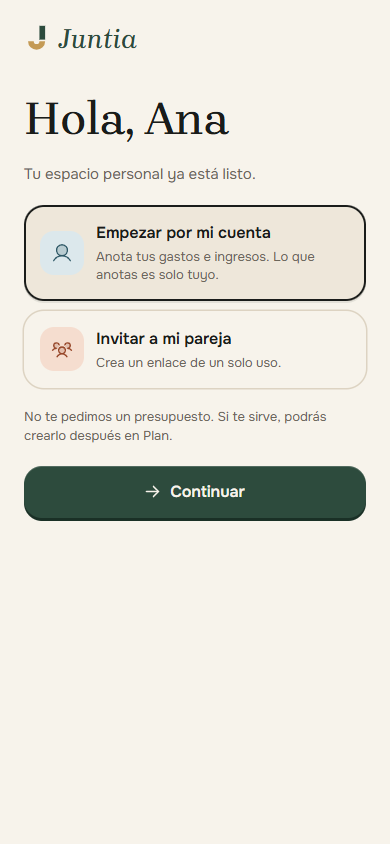 Juntia
Hola, Ana
Tu espacio personal ya está listo.
Empezar por mi cuenta
Anota tus gastos e ingresos. Lo que
anotas es solo tuyo.
Invitar a mi pareja
Crea un enlace de un solo uso.
No te pedimos un presupuesto. Si te sirve, podrás
crearlo después en Plan.
→ Continuar